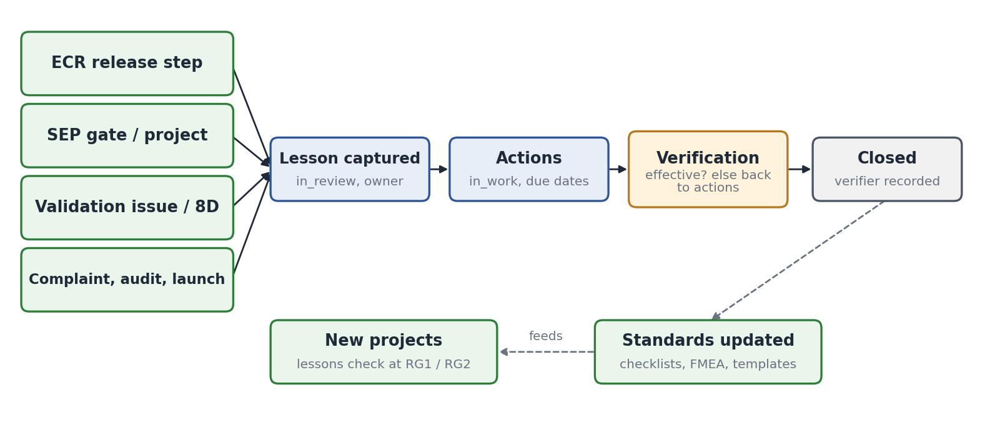 ECR release step
SEP gate / project
Validation issue / 8D
Complaint, audit, launch
Lesson captured
in_review, owner
Actions
in_work, due dates
Verification
effective? else back
to actions
Closed
verifier recorded
New projects
lessons check at RG1 / RG2
feeds
Standards updated
checklists, FMEA, templates